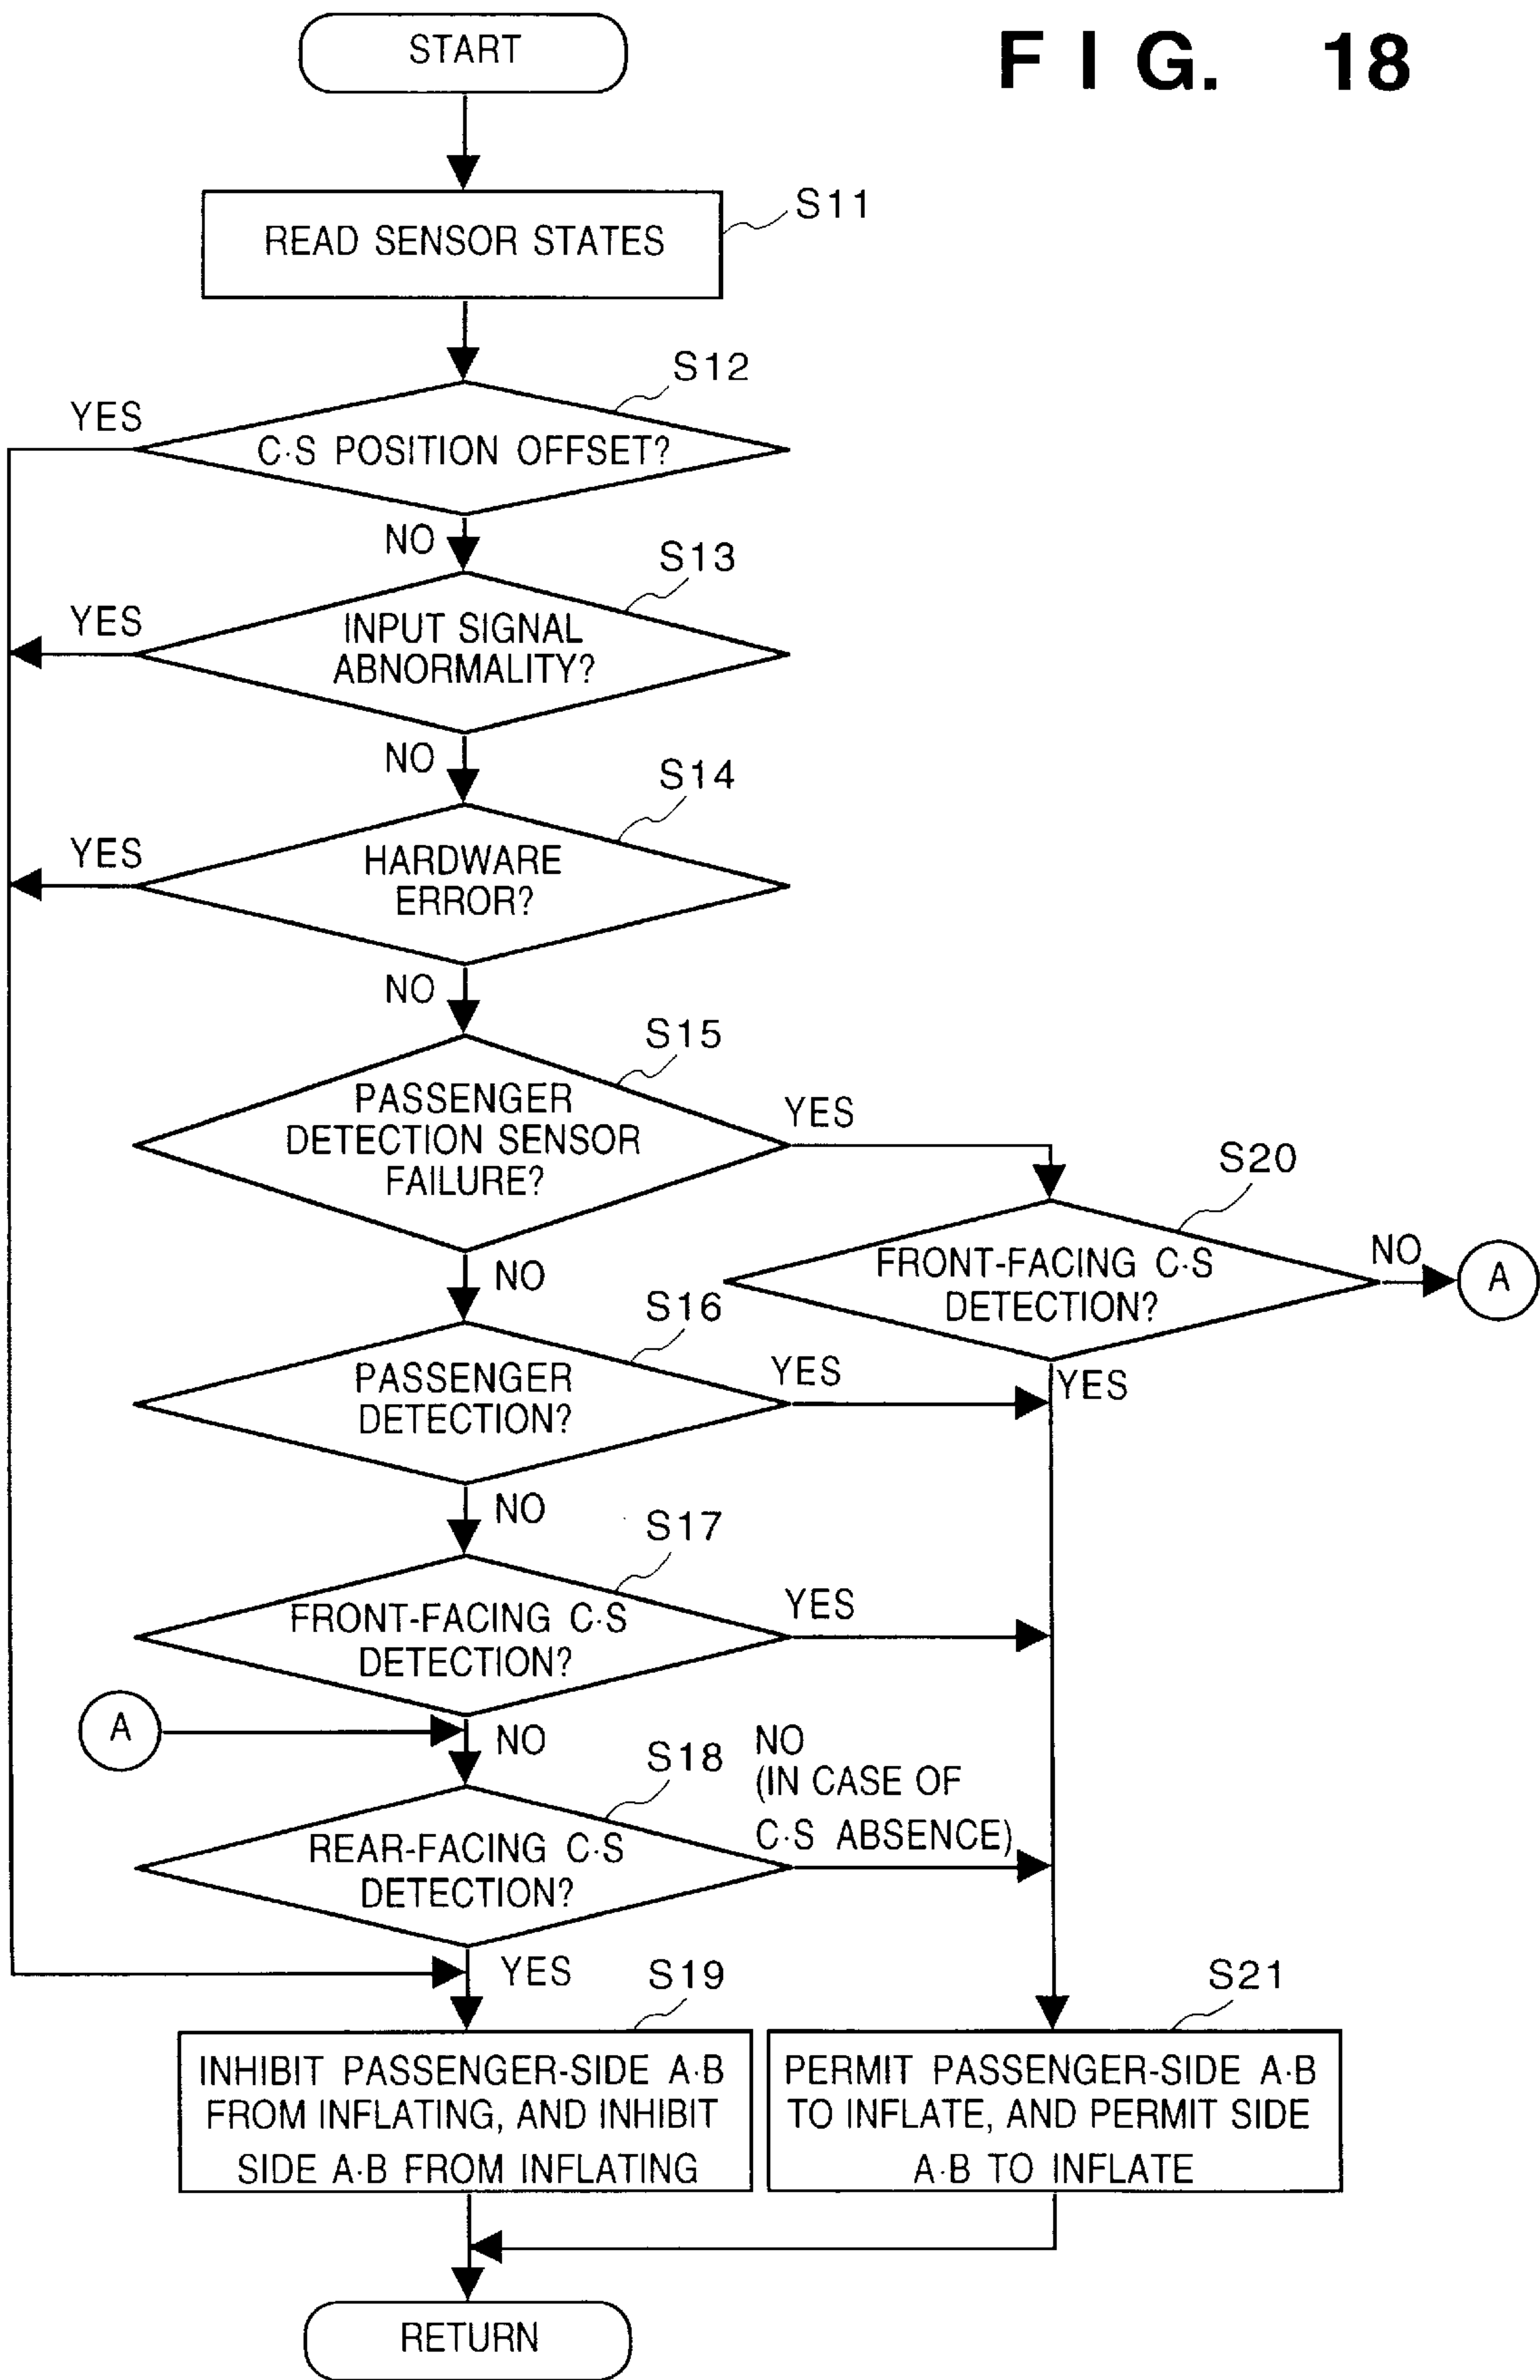 FIG. 18
START
READ SENSOR STATES
S11
S12
YES
C·S POSITION OFFSET?
NO
S13
YES
INPUT SIGNAL
ABNORMALITY?
NO
S14
YES
HARDWARE
ERROR?
NO
S15
PASSENGER
DETECTION SENSOR
FAILURE?
YES
S20
FRONT-FACING C·S
DETECTION?
NO
A
YES
NO
S16
PASSENGER
DETECTION?
YES
NO
S17
FRONT-FACING C·S
DETECTION?
YES
A
NO
S18
REAR-FACING C·S
DETECTION?
NO
(IN CASE OF
C·S ABSENCE)
YES
S19
INHIBIT PASSENGER-SIDE A·B
FROM INFLATING, AND INHIBIT
SIDE A·B FROM INFLATING
S21
PERMIT PASSENGER-SIDE A·B
TO INFLATE, AND PERMIT SIDE
A·B TO INFLATE
RETURN